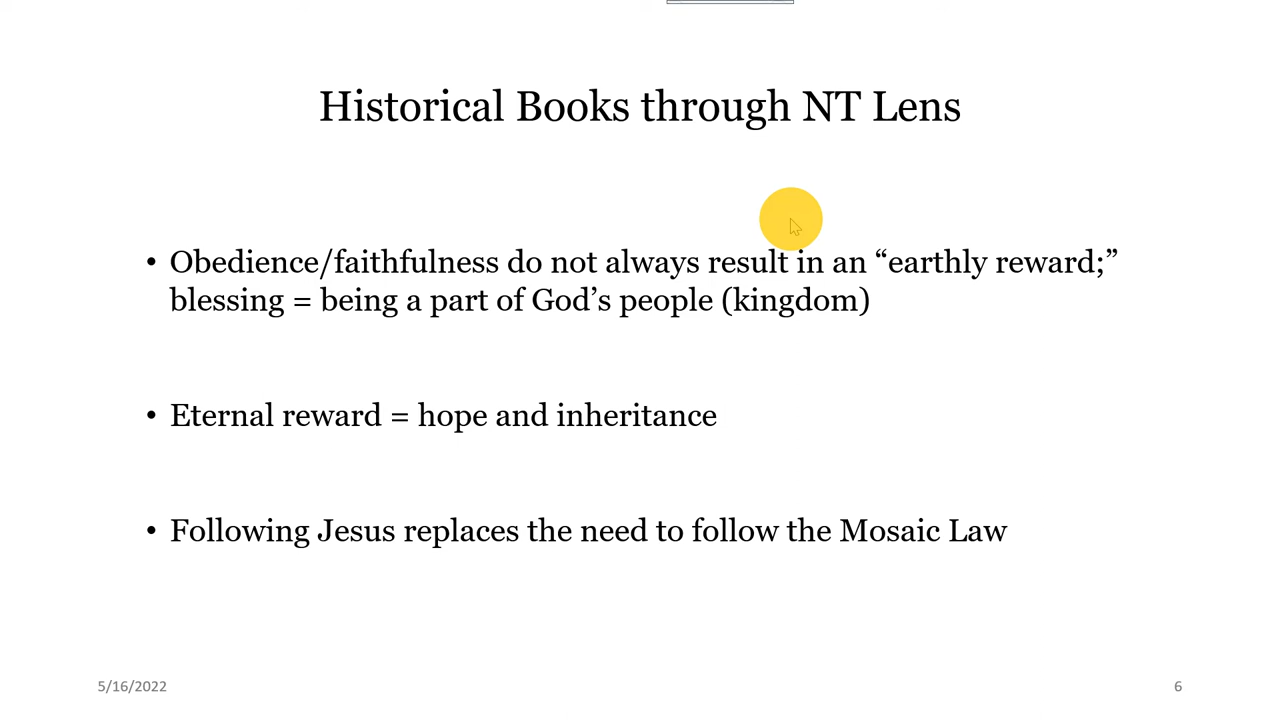 Historical Books through NT Lens
• Obedience/faithfulness do not always result in an “earthly reward;”
blessing = being a part of God’s people (kingdom)
• Eternal reward = hope and inheritance
• Following Jesus replaces the need to follow the Mosaic Law
5/16/2022
6